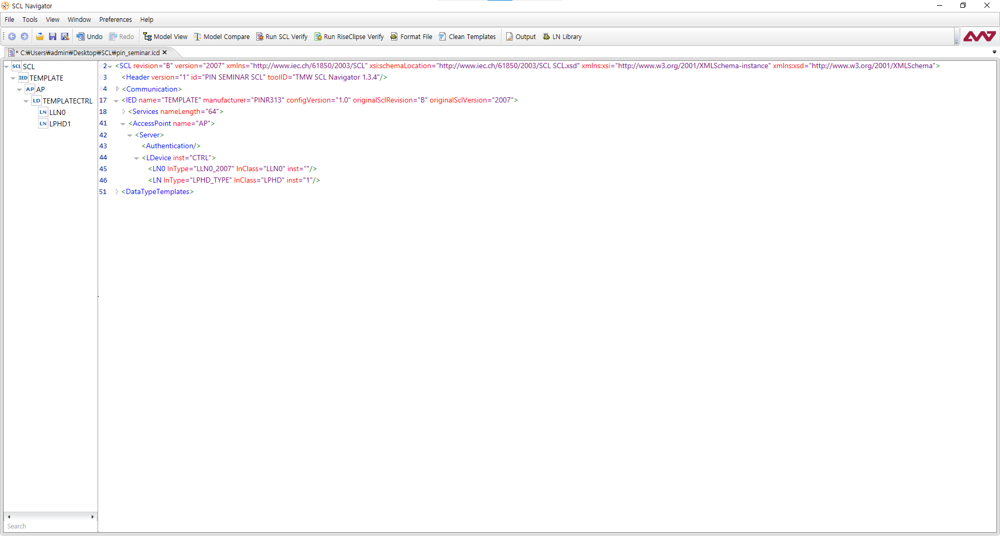 SCL Navigator
File Tools View Window Preferences Help
Undo Redo Model View Model Compare Run SCL Verify Run RiseClipse Verify Format File Clean Templates Output LN Library
* C:₩Users₩admin₩Desktop₩SCL₩pin_seminar.icd
SCL SCL
IED TEMPLATE
AP AP
LD TEMPLATECTRL
LN LLN0
LN LPHD1
Search
2 <SCL revision="B" version="2007" xmlns="http://www.iec.ch/61850/2003/SCL" xsi:schemaLocation="http://www.iec.ch/61850/2003/SCL SCL.xsd" xmlns:xsi="http://www.w3.org/2001/XMLSchema-instance" xmlns:xsd="http://www.w3.org/2001/XMLSchema">
3 <Header version="1" id="PIN SEMINAR SCL" toolID="TMW SCL Navigator 1.3.4"/>
4 <Communication>
17 <IED name="TEMPLATE" manufacturer="PINR313" configVersion="1.0" originalSclRevision="B" originalSclVersion="2007">
18 <Services nameLength="64">
41 <AccessPoint name="AP">
42 <Server>
43 <Authentication/>
44 <LDevice inst="CTRL">
45 <LN0 lnType="LLN0_2007" lnClass="LLN0" inst=""/>
46 <LN lnType="LPHD_TYPE" lnClass="LPHD" inst="1"/>
51 <DataTypeTemplates>